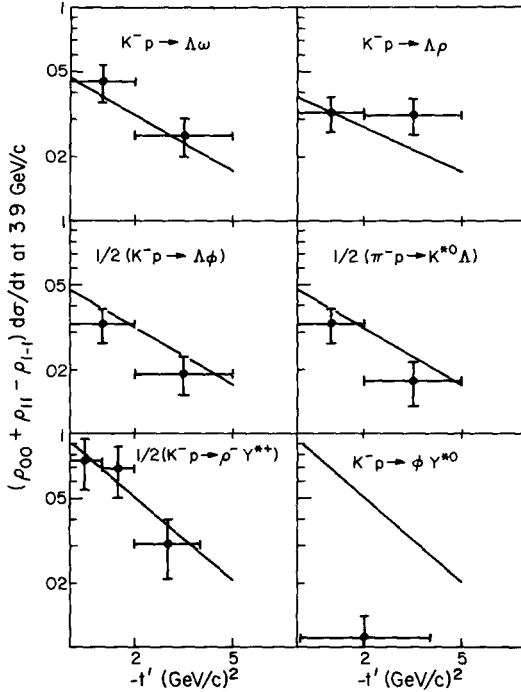 K⁻p → Λω
K⁻p → Λρ
1
05
02
1
1/2 (K⁻p → Λϕ)
1/2 (π⁻p → K*⁰Λ)
05
02
1
1/2(K⁻p → ρ⁻Y*⁺)
K⁻p → ϕY*⁰
05
02
(ρ₀₀ + ρ₁₁ − ρ₁₋₁) dσ/dt at 39 GeV/c
2 5 2 5
-t' (GeV/c)² -t' (GeV/c)²